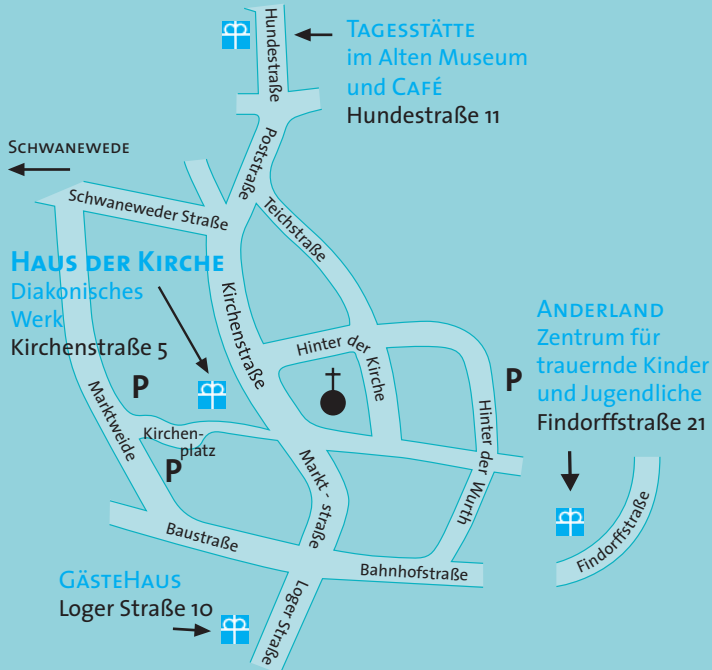 Hundestraße
TAGESSTÄTTE
im Alten Museum
und CAFÉ
Hundestraße 11
SCHWANEWEDE
Poststraße
Schwaneweder Straße
Teichstraße
HAUS DER KIRCHE
Diakonisches
Werk
Kirchenstraße 5
Kirchenstraße
Hinter der Kirche
ANDERLAND
Zentrum für
trauernde Kinder
und Jugendliche
Findorffstraße 21
P
P
Marktweide
Kirchen-
platz
P
Markt-straße
Hinter der Wurth
Baustraße
Bahnhofstraße
Findorffstraße
GÄSTEHAUS
Loger Straße 10
Loger Straße